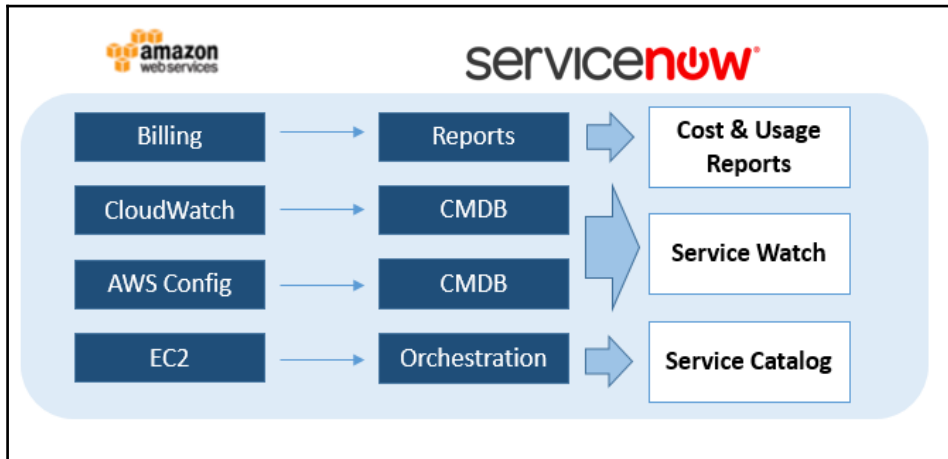 amazon
web services
servicenow®
Billing
Reports
Cost & Usage
Reports
CloudWatch
CMDB
Service Watch
AWS Config
CMDB
EC2
Orchestration
Service Catalog